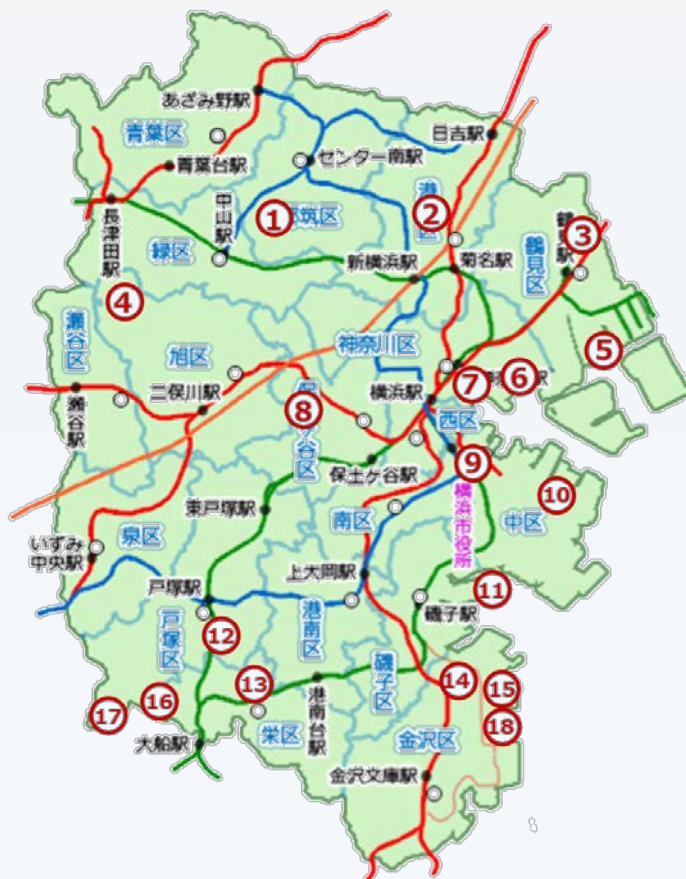 あざみ野駅
日吉駅
青葉区
センター南駅
青葉台駅
中山駅
①
筑区
②
港
③
長津田駅
緑区
新横浜駅
菊名駅
鶴見区
④
瀬谷区
旭区
神奈川区
⑤
二俣川駅
横浜駅
⑦
⑥
駅
瀬谷駅
⑧
谷区
西区
保土ケ谷駅
⑨
横浜市役所
⑩
東戸塚駅
南区
中区
いずみ
中央駅
泉区
戸塚駅
上大岡駅
⑪
磯子駅
戸塚区
⑫
港南区
磯子区
⑬
⑭
⑮
⑯
⑰
港南台駅
栄区
⑱
大船駅
金沢区
金沢文庫駅